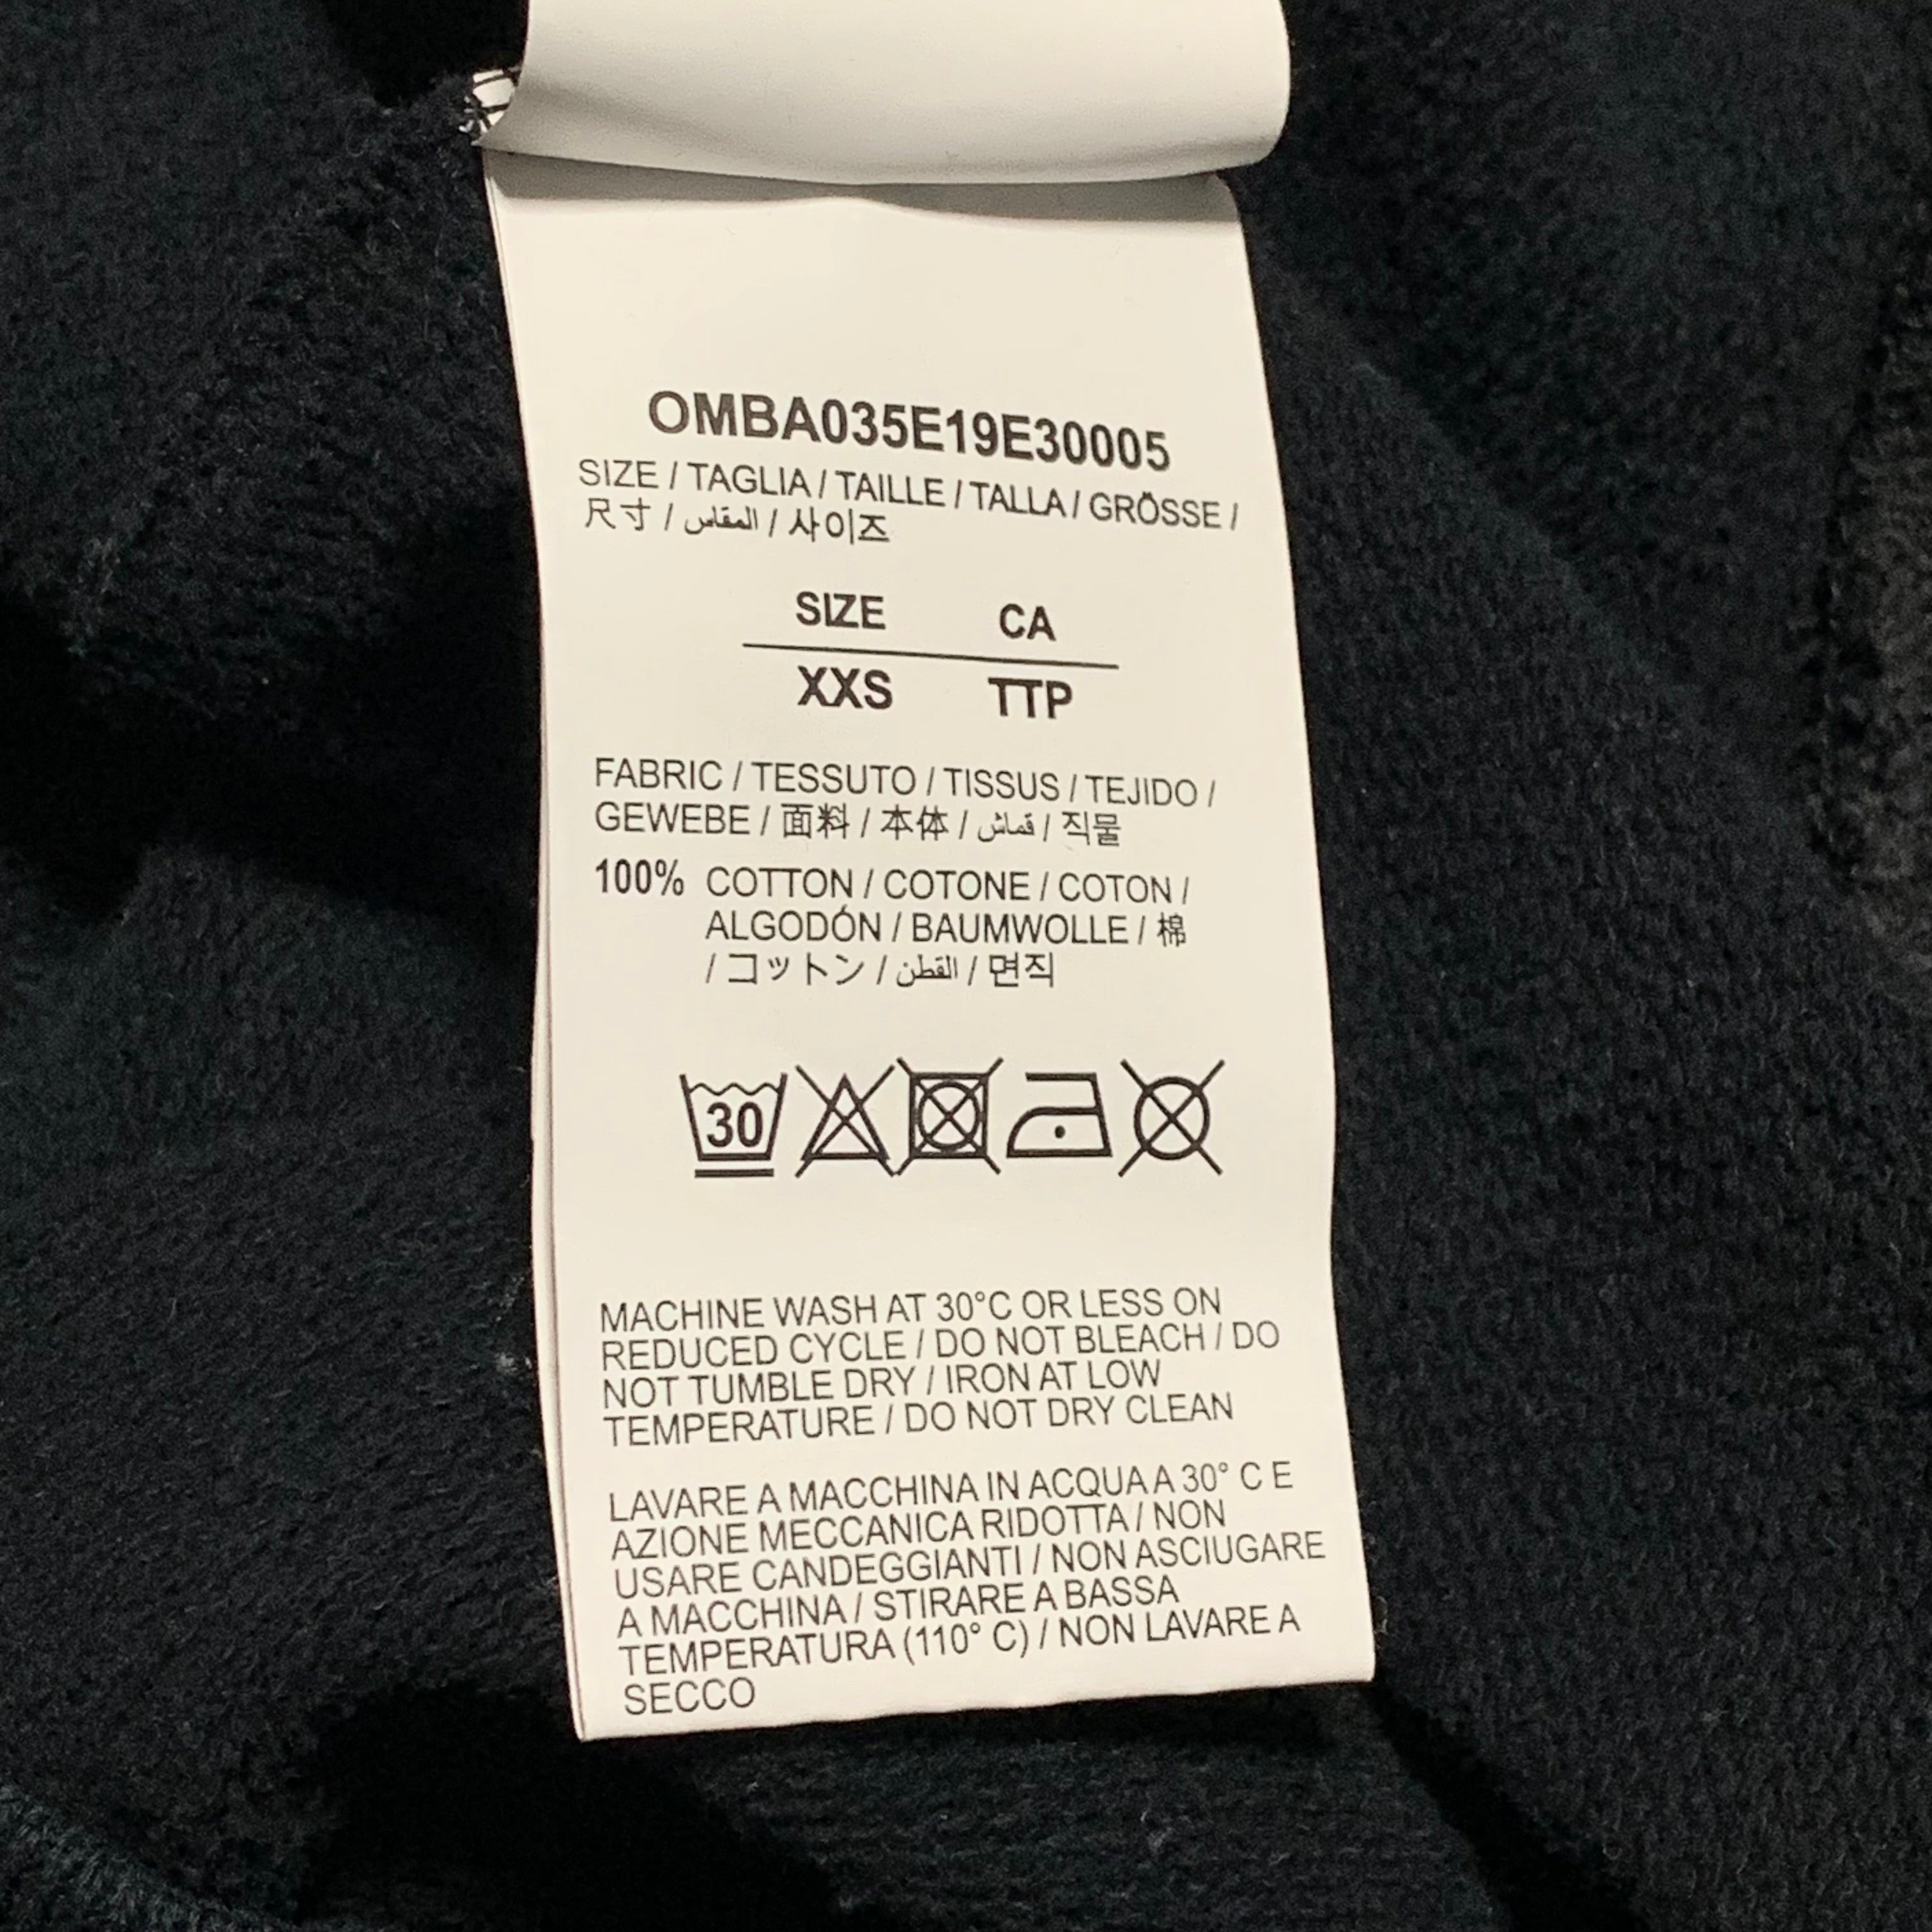 OMBA035E19E30005
SIZE / TAGLIA / TAILLE / TALLA / GRÖSSE /
尺寸 / المقاس / 사이즈
SIZE CA
XXS TTP
FABRIC / TESSUTO / TISSUS / TEJIDO /
GEWEBE / 面料 / 本体 / قماش / 직물
100% COTTON / COTONE / COTON /
ALGODÓN / BAUMWOLLE / 棉
/ コットン / القطن / 면직
30
MACHINE WASH AT 30°C OR LESS ON
REDUCED CYCLE / DO NOT BLEACH / DO
NOT TUMBLE DRY / IRON AT LOW
TEMPERATURE / DO NOT DRY CLEAN
LAVARE A MACCHINA IN ACQUA A 30° C E
AZIONE MECCANICA RIDOTTA / NON
USARE CANDEGGIANTI / NON ASCIUGARE
A MACCHINA / STIRARE A BASSA
TEMPERATURA (110° C) / NON LAVARE A
SECCO